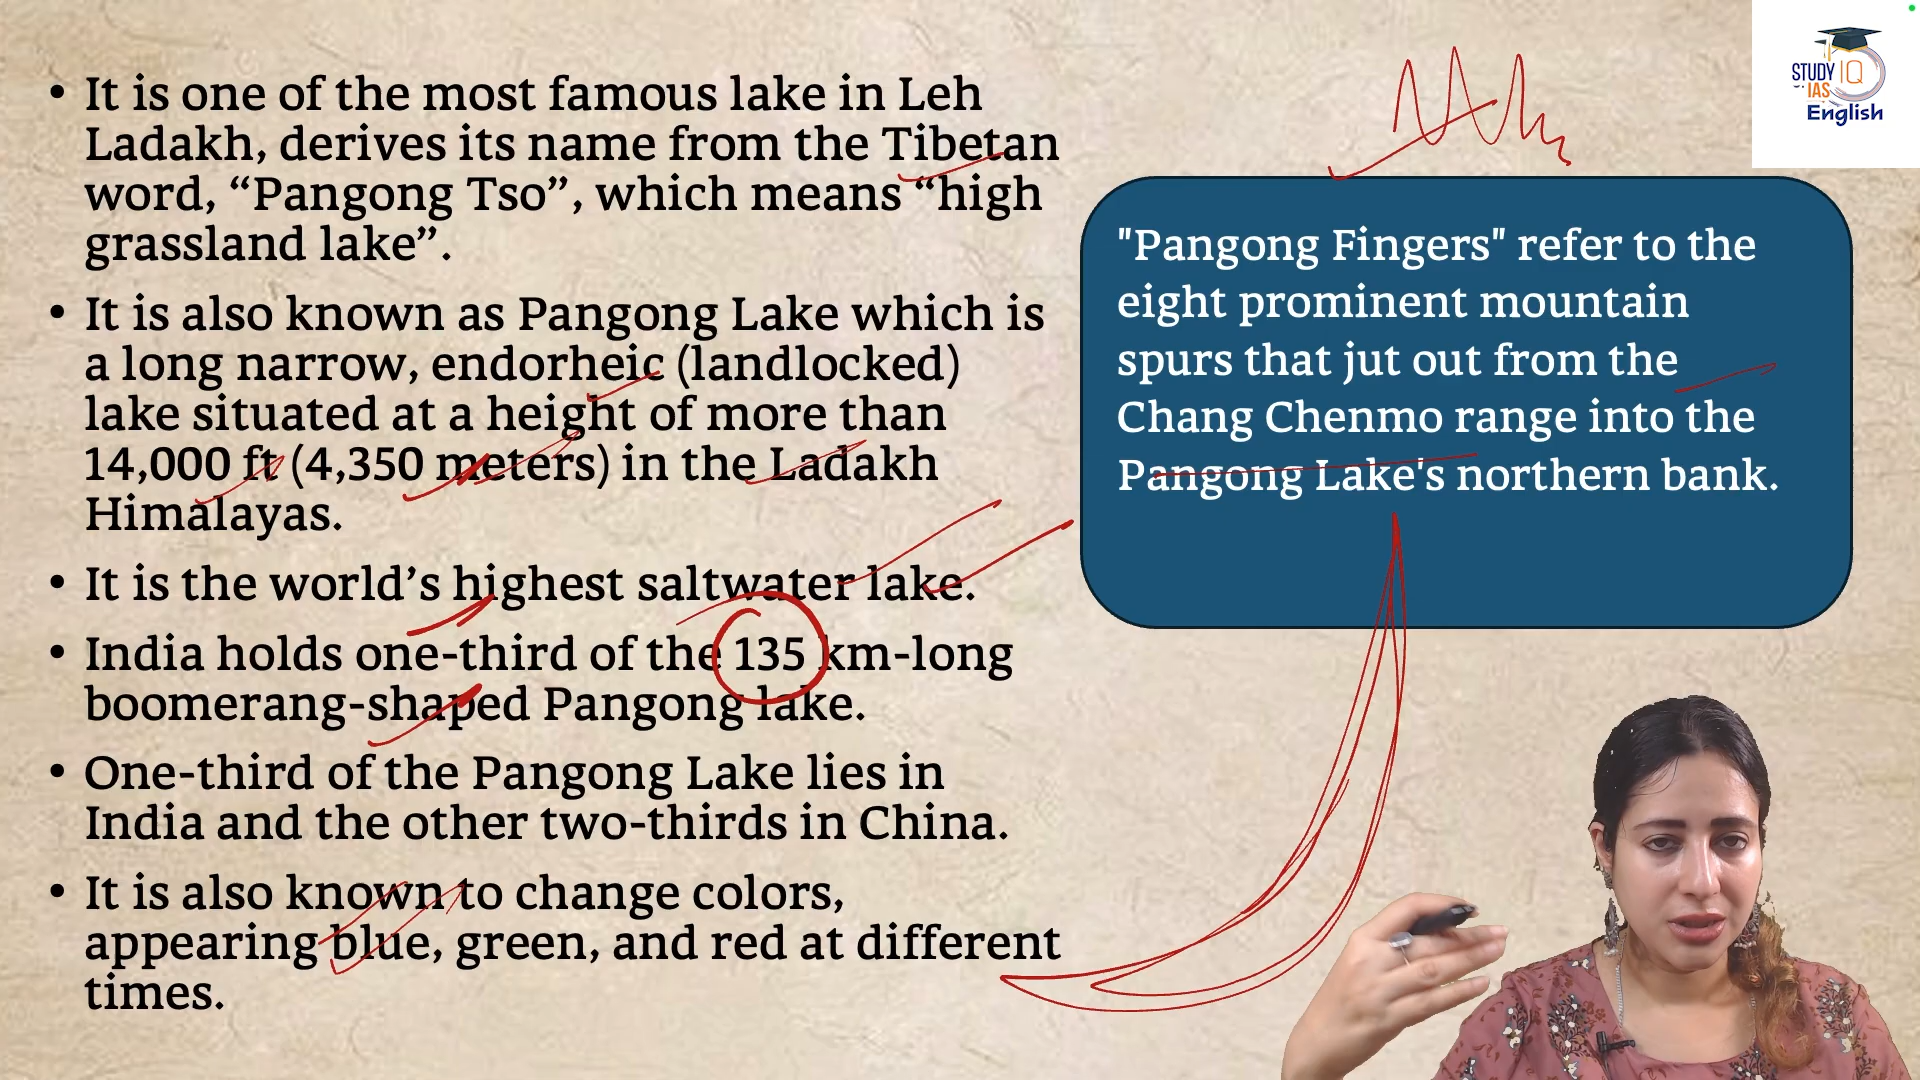 • It is one of the most famous lake in Leh
Ladakh, derives its name from the Tibetan
word, “Pangong Tso”, which means “high
grassland lake”.
• It is also known as Pangong Lake which is
a long narrow, endorheic (landlocked)
lake situated at a height of more than
14,000 ft (4,350 meters) in the Ladakh
Himalayas.
• It is the world’s highest saltwater lake.
• India holds one-third of the 135 km-long
boomerang-shaped Pangong lake.
• One-third of the Pangong Lake lies in
India and the other two-thirds in China.
• It is also known to change colors,
appearing blue, green, and red at different
times.
"Pangong Fingers" refer to the
eight prominent mountain
spurs that jut out from the
Chang Chenmo range into the
Pangong Lake's northern bank.
STUDY IQ
IAS
English